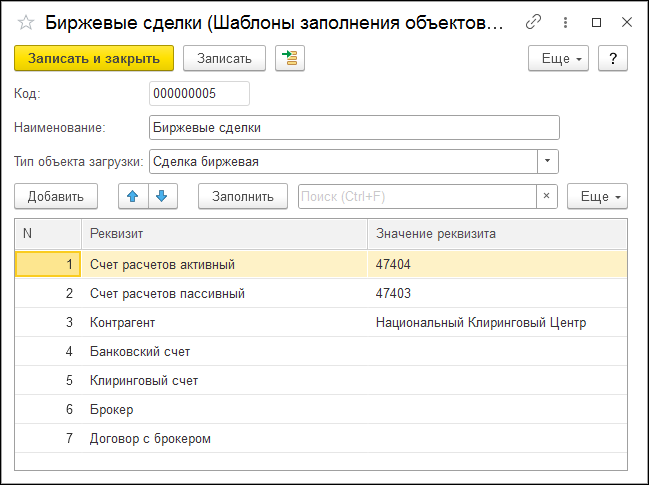 Биржевые сделки (Шаблоны заполнения объектов...
Записать и закрыть Записать Еще ?
Код: 000000005
Наименование: Биржевые сделки
Тип объекта загрузки: Сделка биржевая
Добавить Заполнить Поиск (Ctrl+F) × Еще
N Реквизит Значение реквизита
1 Счет расчетов активный 47404
2 Счет расчетов пассивный 47403
3 Контрагент Национальный Клиринговый Центр
4 Банковский счет
5 Клиринговый счет
6 Брокер
7 Договор с брокером